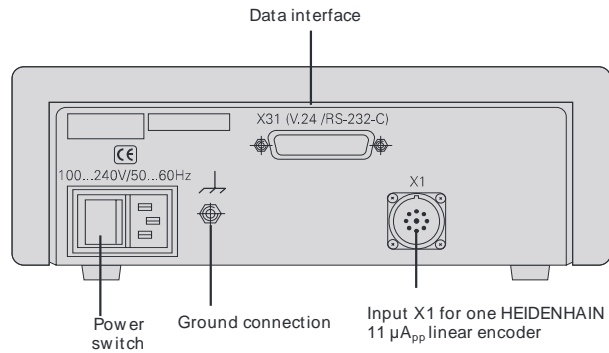 Data interface
X31 (V.24 /RS-232-C)
CE
100...240V/50...60Hz
X1
Power
switch
Ground connection
Input X1 for one HEIDENHAIN
11 µApp linear encoder